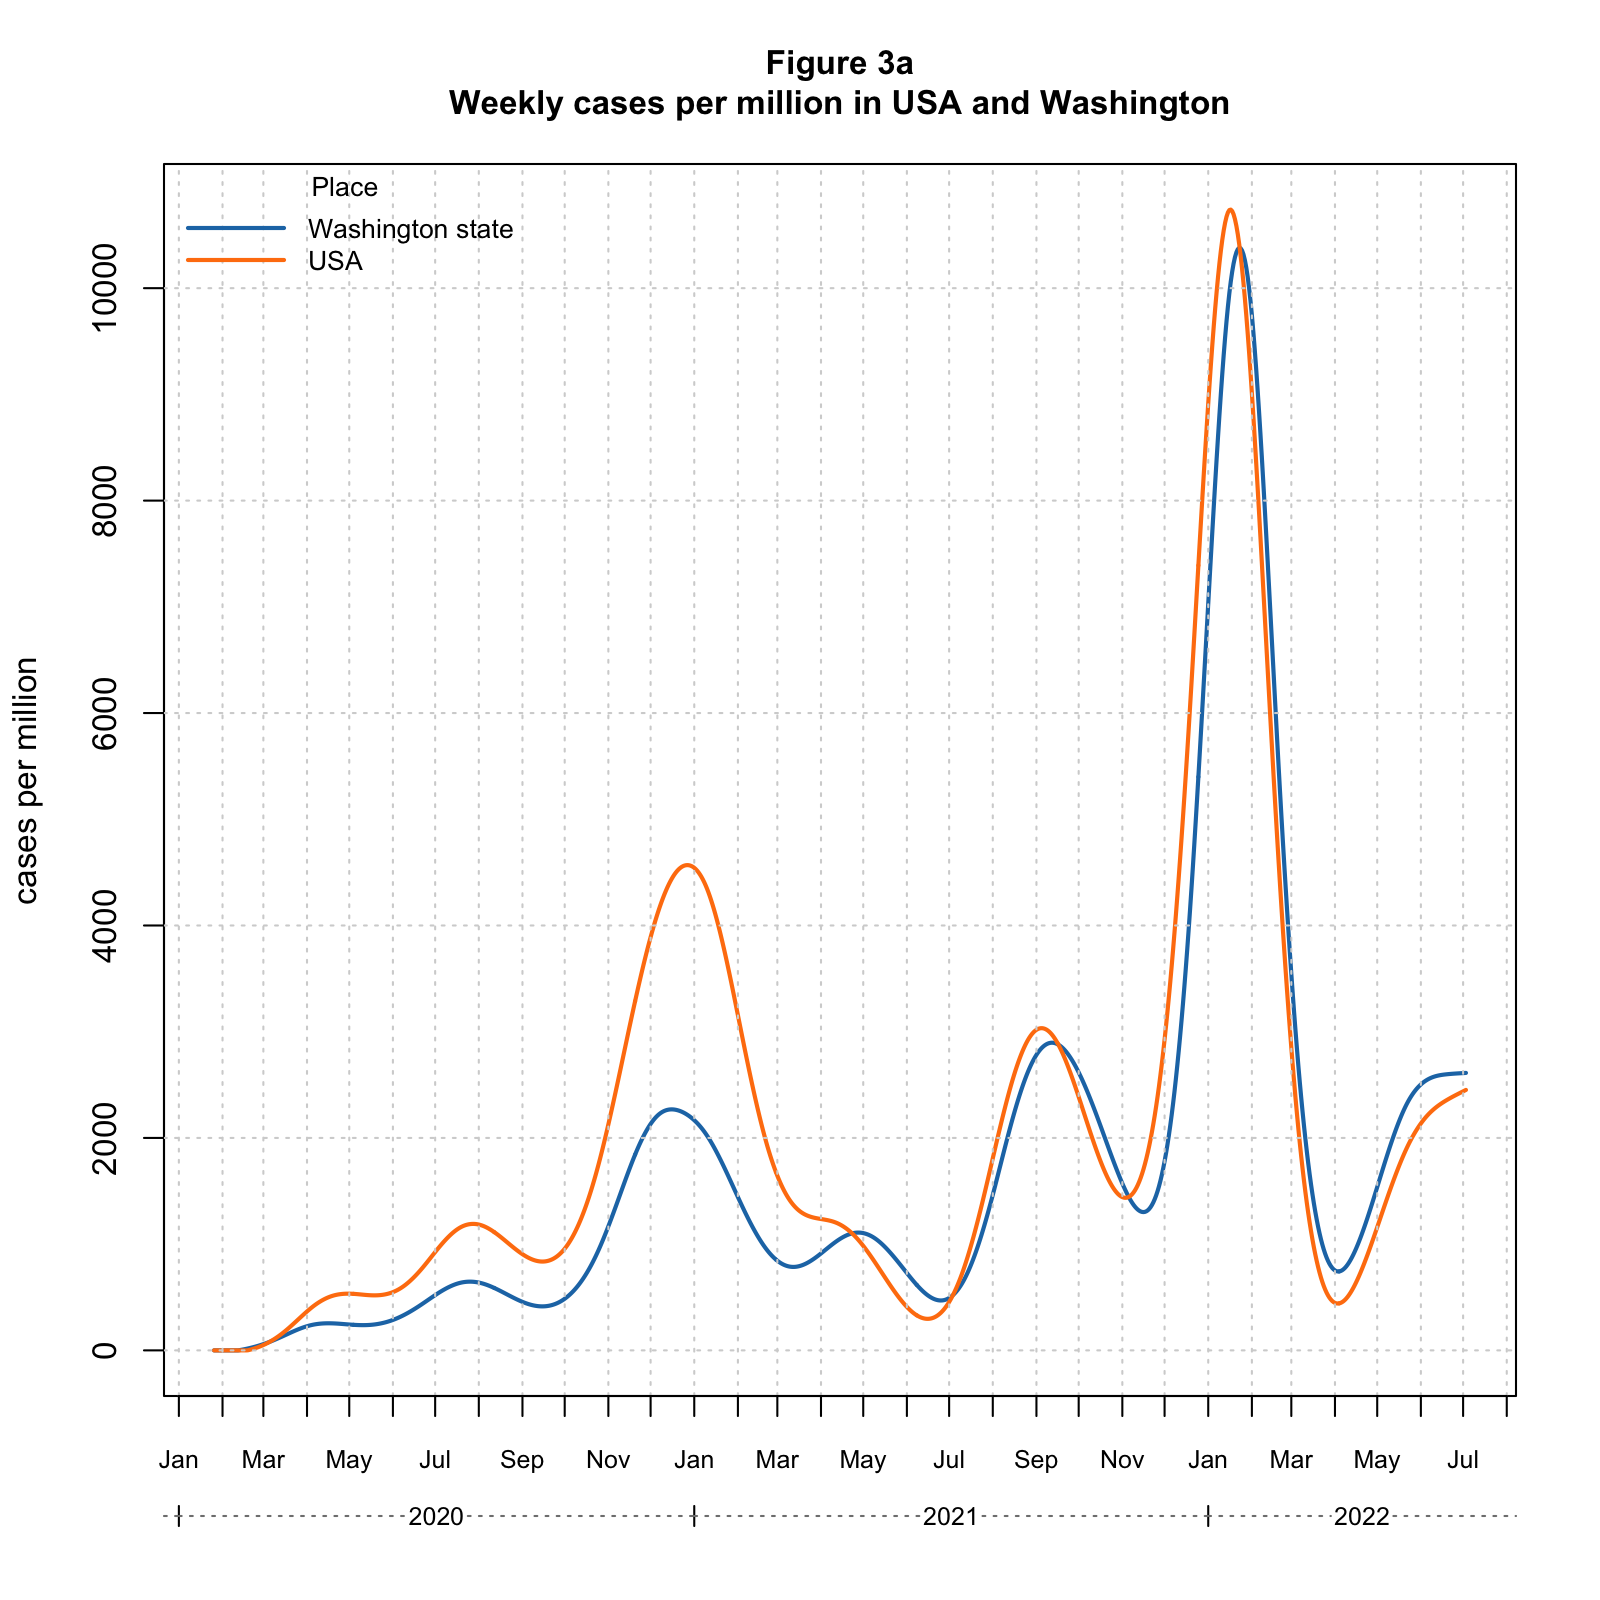 Figure 3a
Weekly cases per million in USA and Washington
Place
Washington state
USA
cases per million
10000
8000
6000
4000
2000
0
Jan Mar May Jul Sep Nov Jan Mar May Jul Sep Nov Jan Mar May Jul
2020 2021 2022